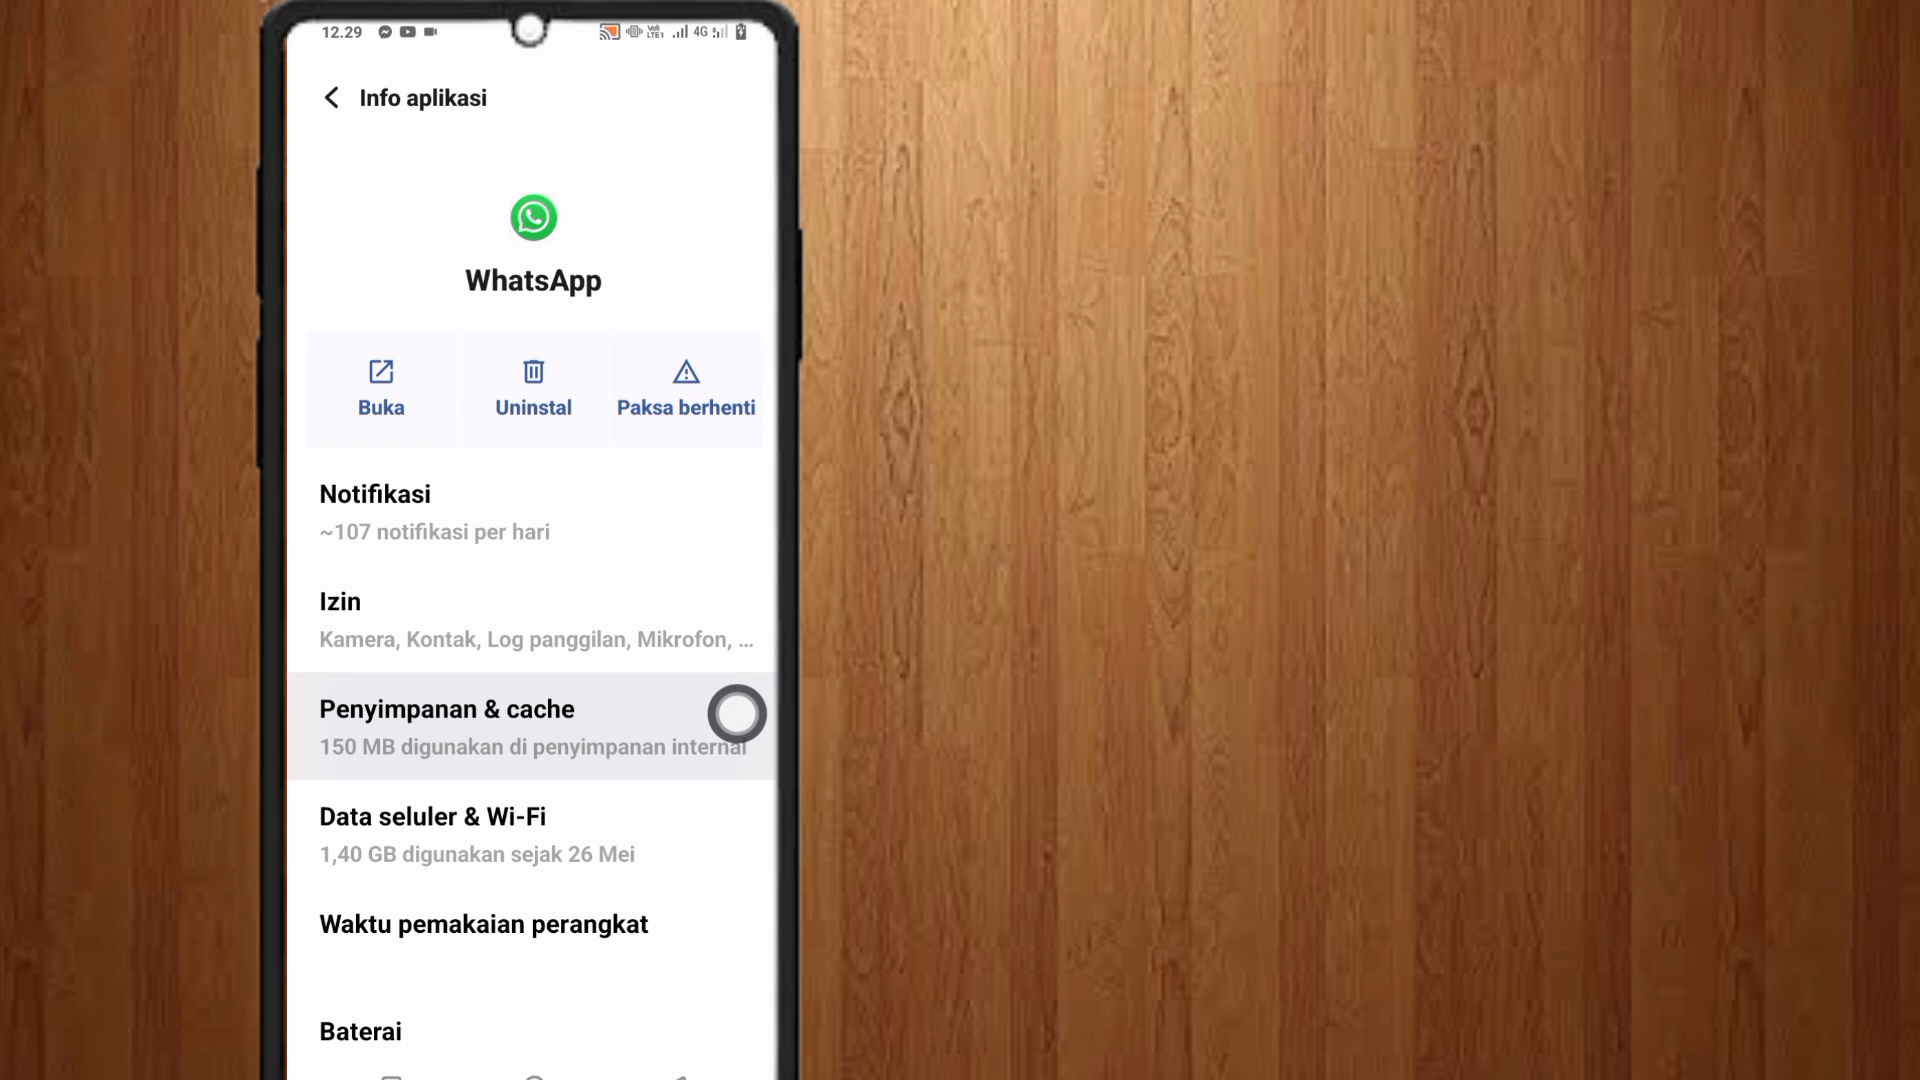 12.29 4G
Info aplikasi
WhatsApp
Buka Uninstal Paksa berhenti
Notifikasi
~107 notifikasi per hari
Izin
Kamera, Kontak, Log panggilan, Mikrofon, ...
Penyimpanan & cache
150 MB digunakan di penyimpanan internal
Data seluler & Wi-Fi
1,40 GB digunakan sejak 26 Mei
Waktu pemakaian perangkat
Baterai